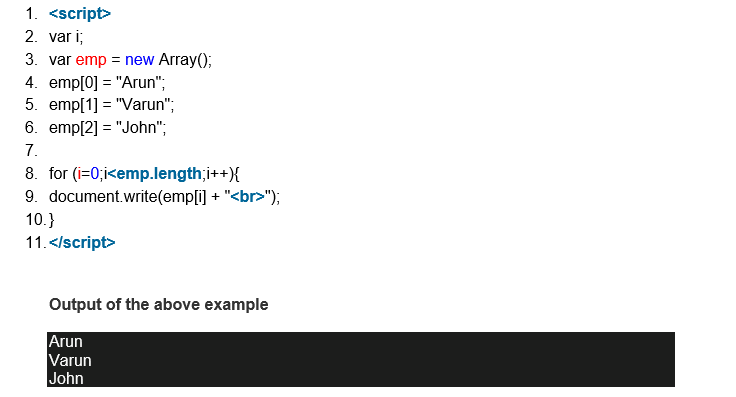 1. <script>
2. var i;
3. var emp = new Array();
4. emp[0] = "Arun";
5. emp[1] = "Varun";
6. emp[2] = "John";
7.
8. for (i=0;i<emp.length;i++){
9. document.write(emp[i] + "<br>");
10. }
11. </script>
Output of the above example
Arun
Varun
John